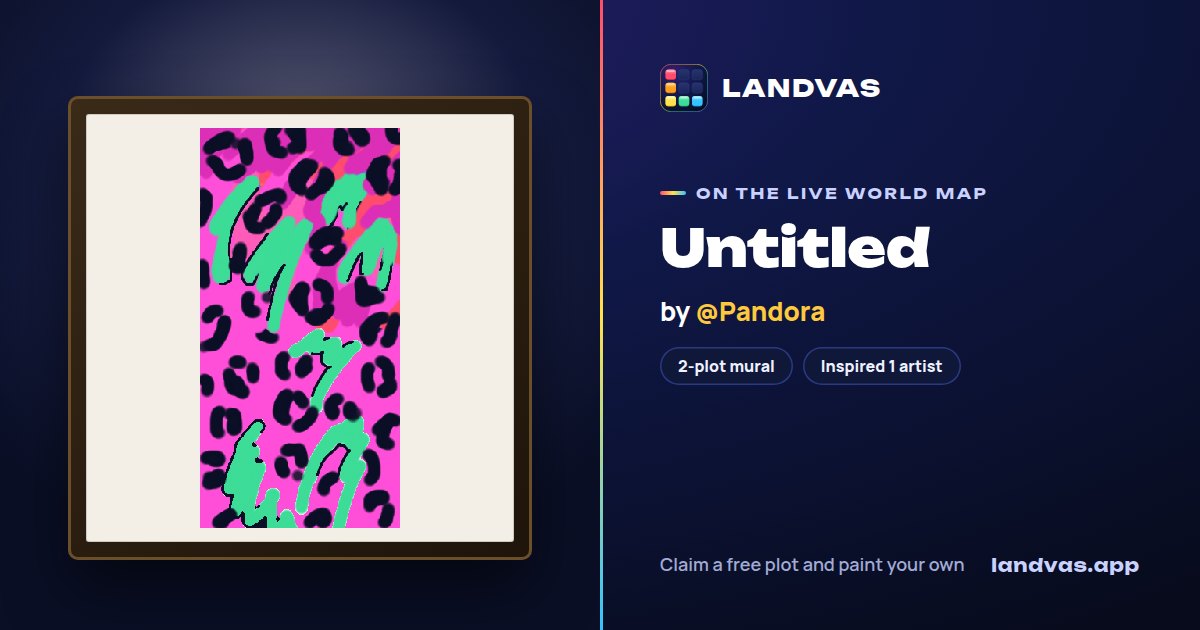 LANDVAS
ON THE LIVE WORLD MAP
Untitled
by @Pandora
2-plot mural
Inspired 1 artist
Claim a free plot and paint your own
landvas.app